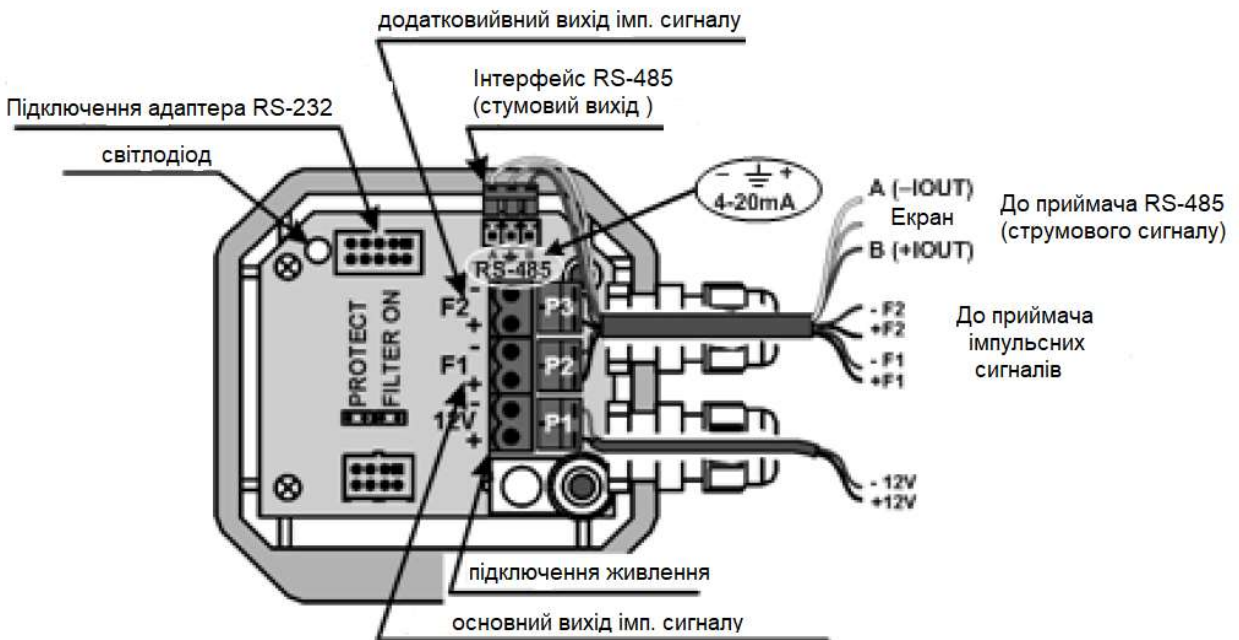 додатковийвний вихід імп. сигналу
Інтерфейс RS-485
(стумовий вихід )
Підключення адаптера RS-232
світлодіод
- +
4-20mA
A (–IOUT)
Екран
B (+IOUT)
До приймача RS-485
(струмового сигналу)
A B
RS-485
-
F2
+
-
F1
+
-
12V
+
P3
P2
P1
PROTECT
FILTER ON
- F2
+F2
- F1
+F1
До приймача
імпульсних
сигналів
- 12V
+12V
підключення живлення
основний вихід імп. сигналу